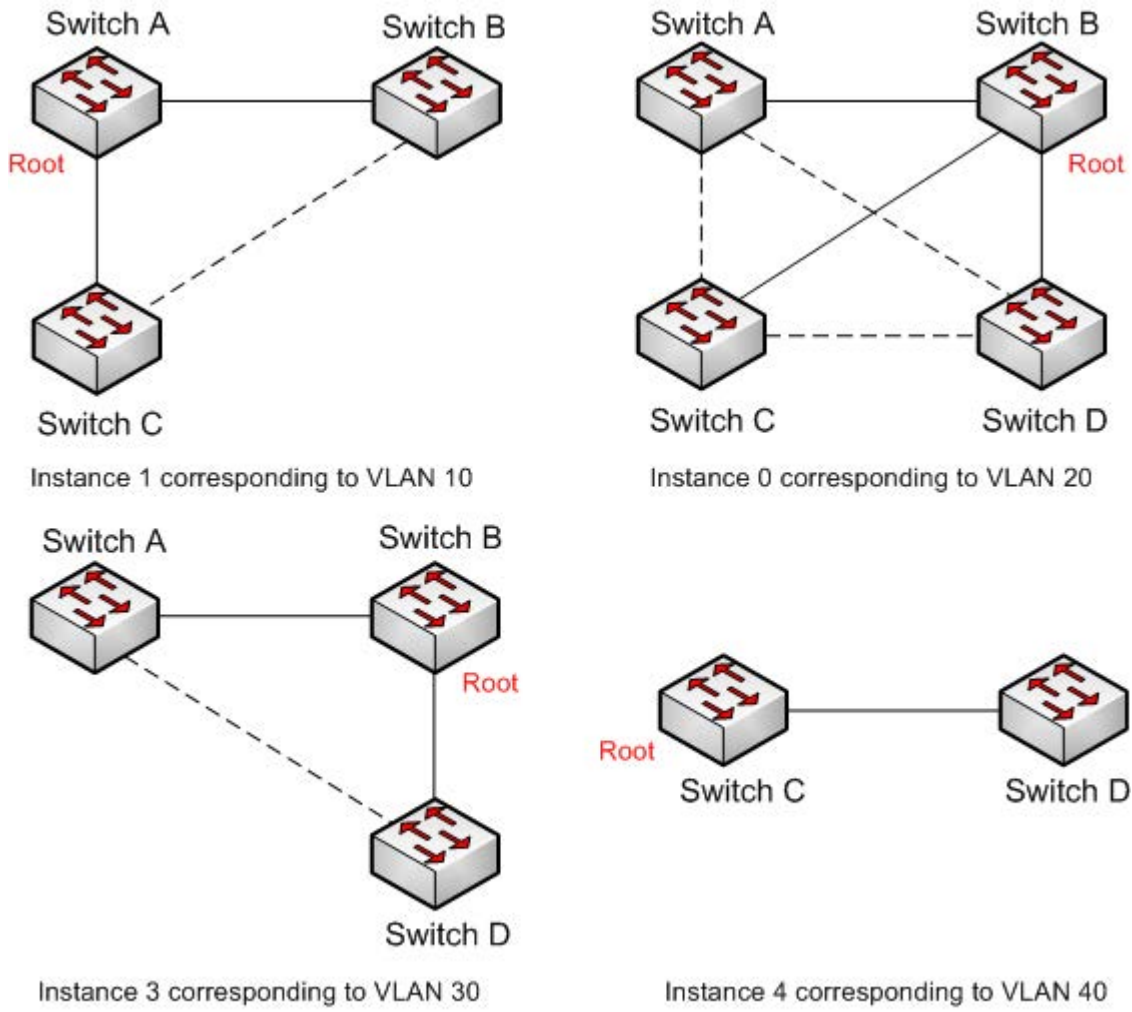 Switch A
Switch B
Root
Switch C
Instance 1 corresponding to VLAN 10
Switch A
Switch B
Root
Switch C
Switch D
Instance 0 corresponding to VLAN 20
Switch A
Switch B
Root
Switch D
Instance 3 corresponding to VLAN 30
Root
Switch C
Switch D
Instance 4 corresponding to VLAN 40